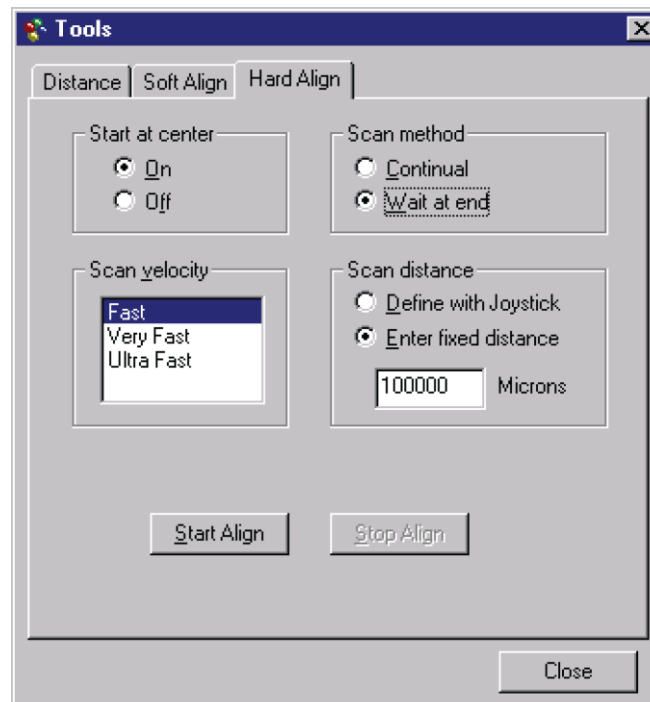 Tools
Distance Soft Align Hard Align
Start at center
On
Off
Scan method
Continual
Wait at end
Scan velocity
Fast
Very Fast
Ultra Fast
Scan distance
Define with Joystick
Enter fixed distance
100000 Microns
Start Align Stop Align
Close